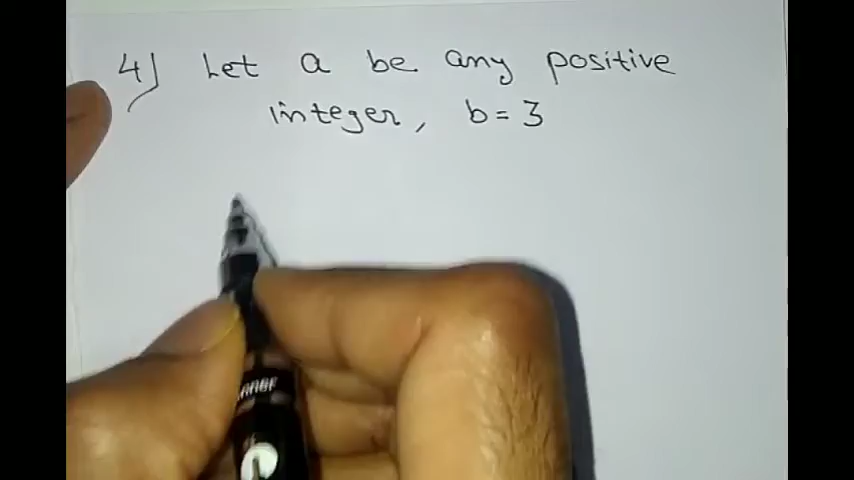 4) Let a be any positive
integer, b = 3